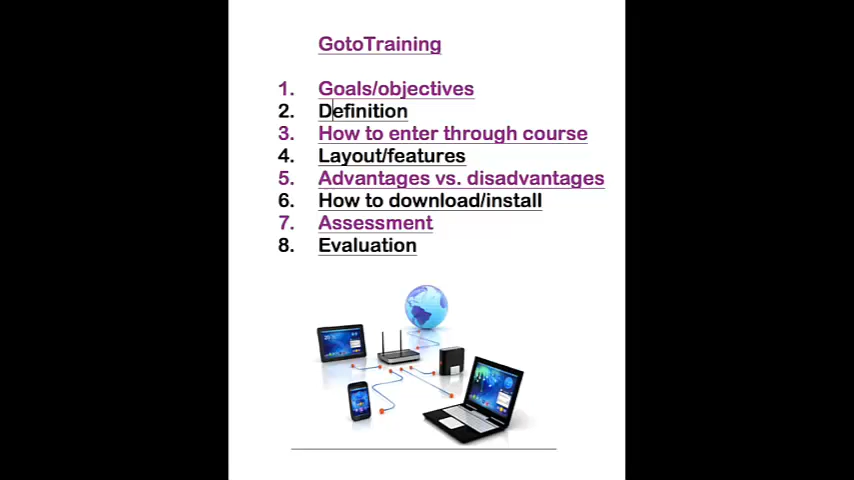 GotoTraining
1. Goals/objectives
2. Definition
3. How to enter through course
4. Layout/features
5. Advantages vs. disadvantages
6. How to download/install
7. Assessment
8. Evaluation